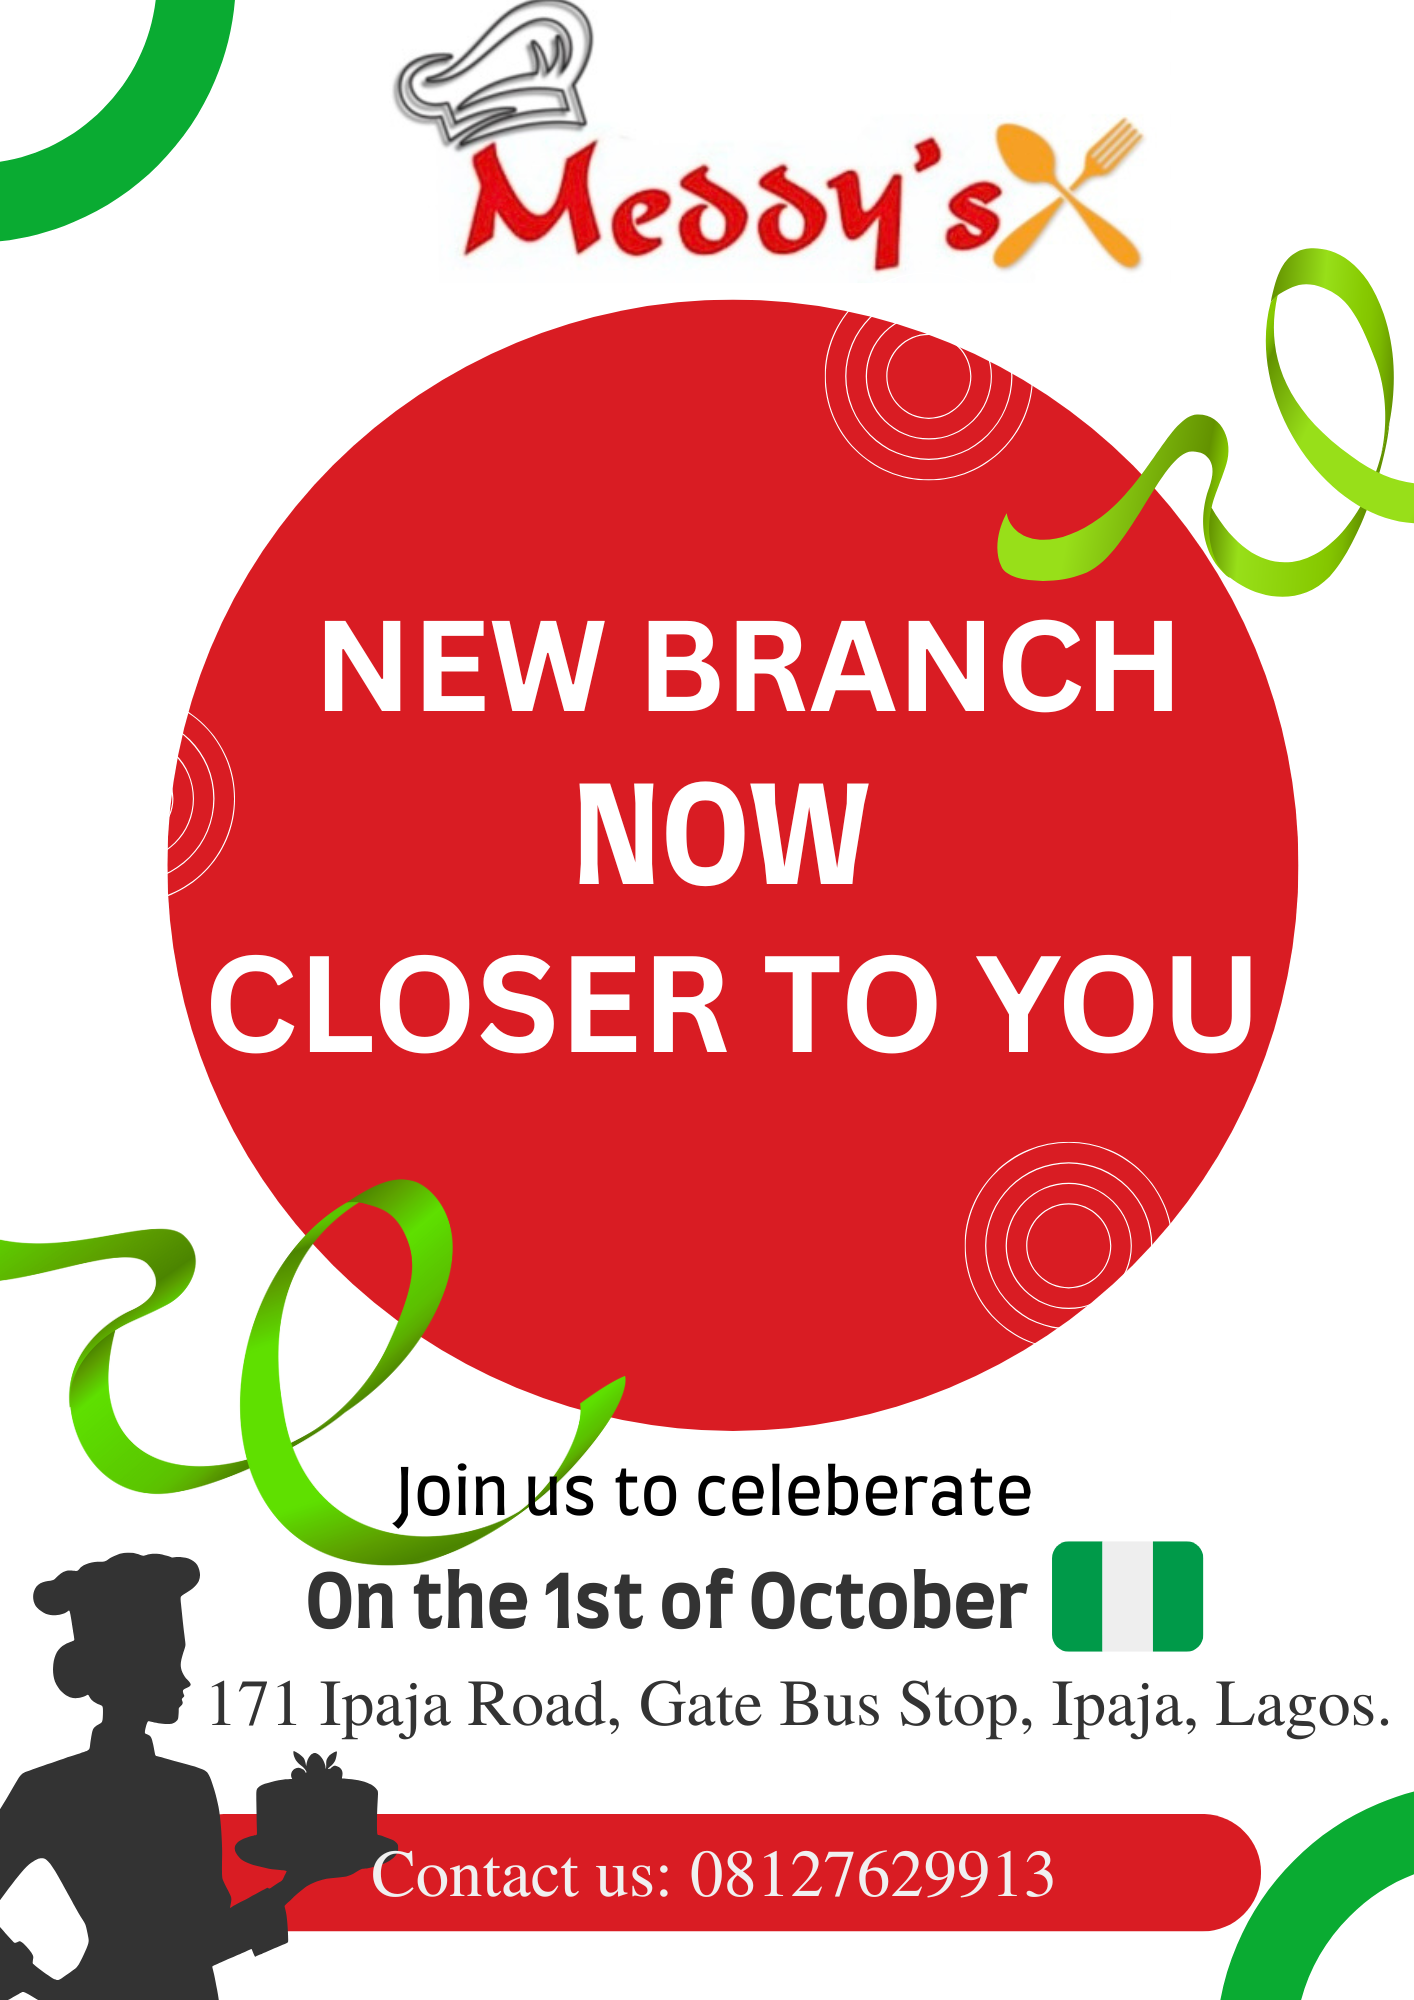 Meddy's
NEW BRANCH
NOW
CLOSER TO YOU
Join us to celeberate
On the 1st of October
171 Ipaja Road, Gate Bus Stop, Ipaja, Lagos.
Contact us: 08127629913